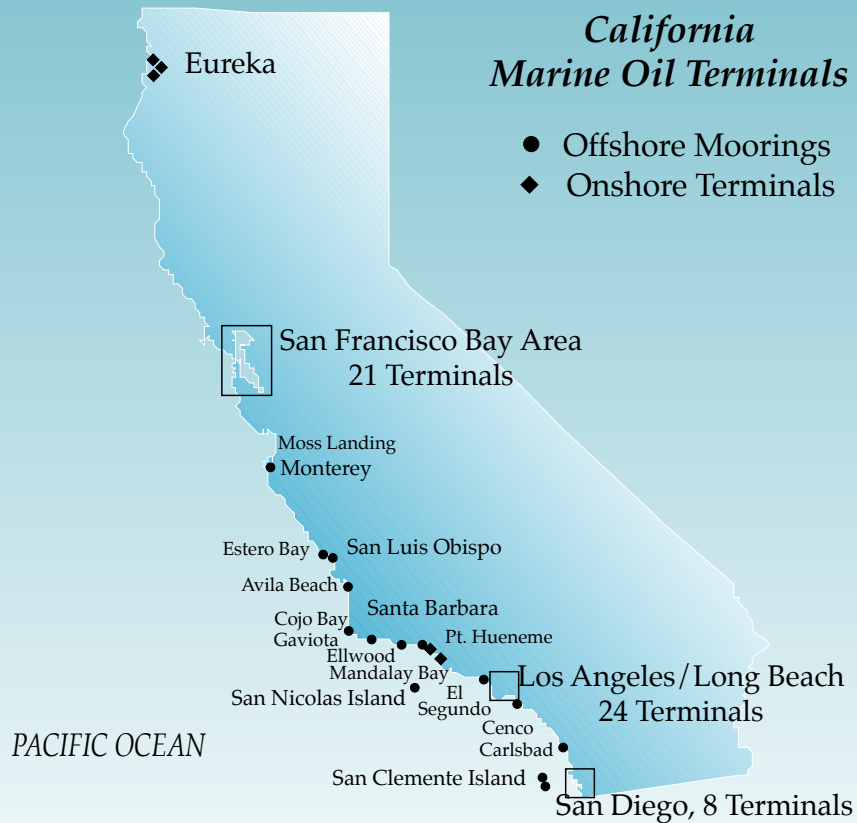 California
Marine Oil Terminals
Offshore Moorings
Onshore Terminals
Eureka
San Francisco Bay Area
21 Terminals
Moss Landing
Monterey
Estero Bay
San Luis Obispo
Avila Beach
Santa Barbara
Cojo Bay
Gaviota
Pt. Hueneme
Ellwood
Mandalay Bay
Los Angeles/Long Beach
24 Terminals
San Nicolas Island
El
Segundo
Cenco
Carlsbad
PACIFIC OCEAN
San Clemente Island
San Diego, 8 Terminals